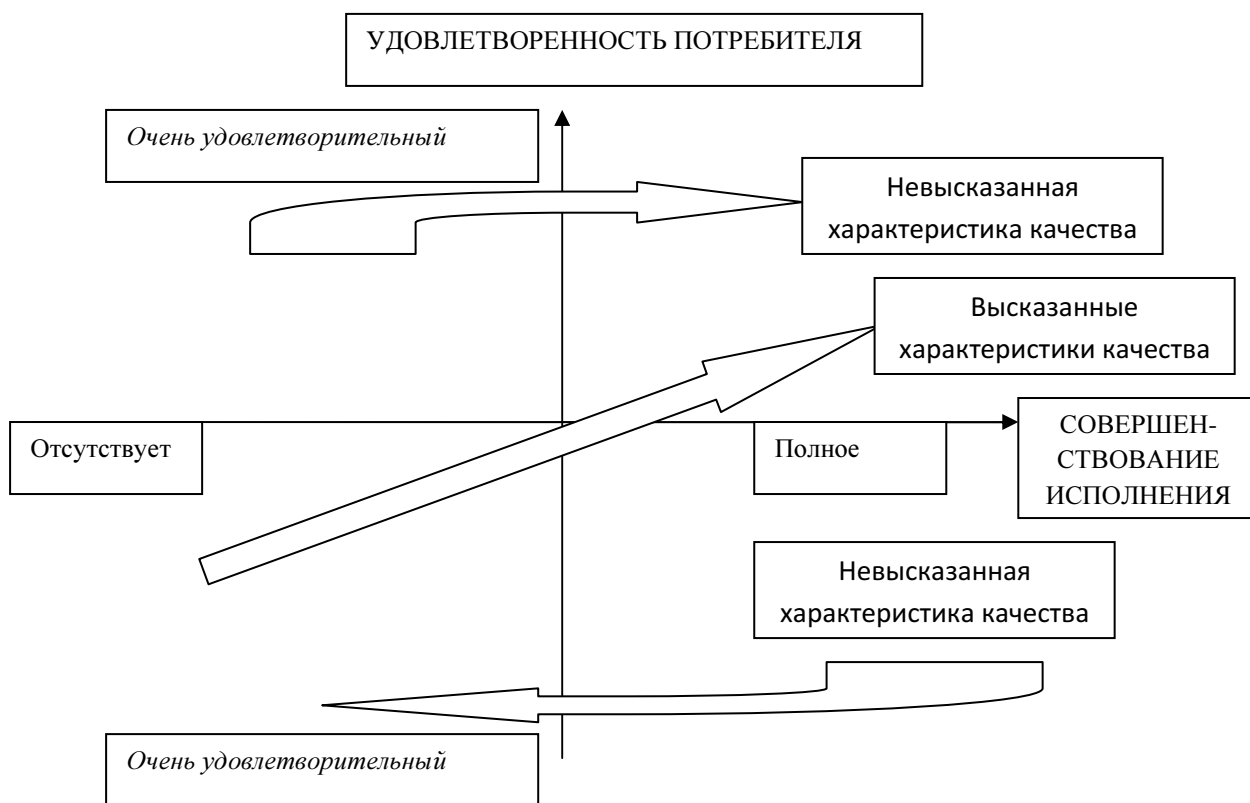 УДОВЛЕТВОРЕННОСТЬ ПОТРЕБИТЕЛЯ
Очень удовлетворительный
Невысказанная
характеристика качества
Высказанные
характеристики качества
Отсутствует
Полное
СОВЕРШЕН-
СТВОВАНИЕ
ИСПОЛНЕНИЯ
Невысказанная
характеристика качества
Очень удовлетворительный